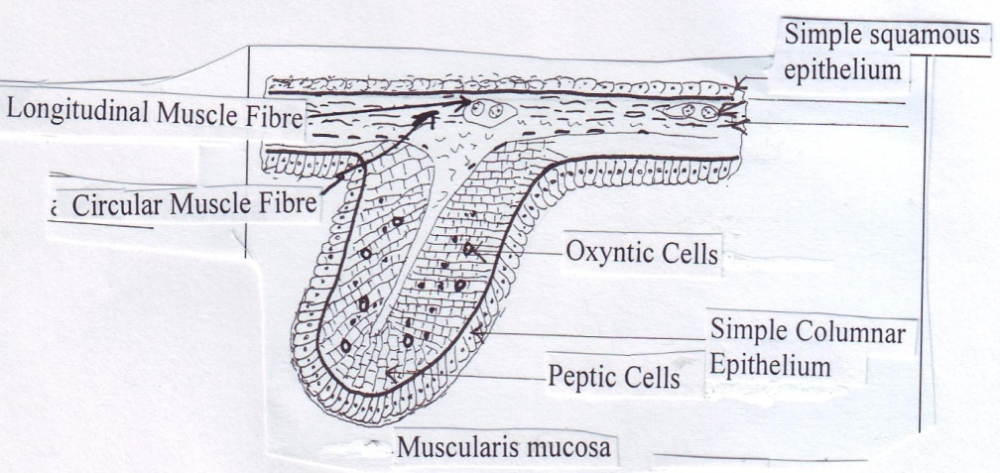 Simple squamous
epithelium
Longitudinal Muscle Fibre
Circular Muscle Fibre
Oxyntic Cells
Simple Columnar
Epithelium
Peptic Cells
Muscularis mucosa